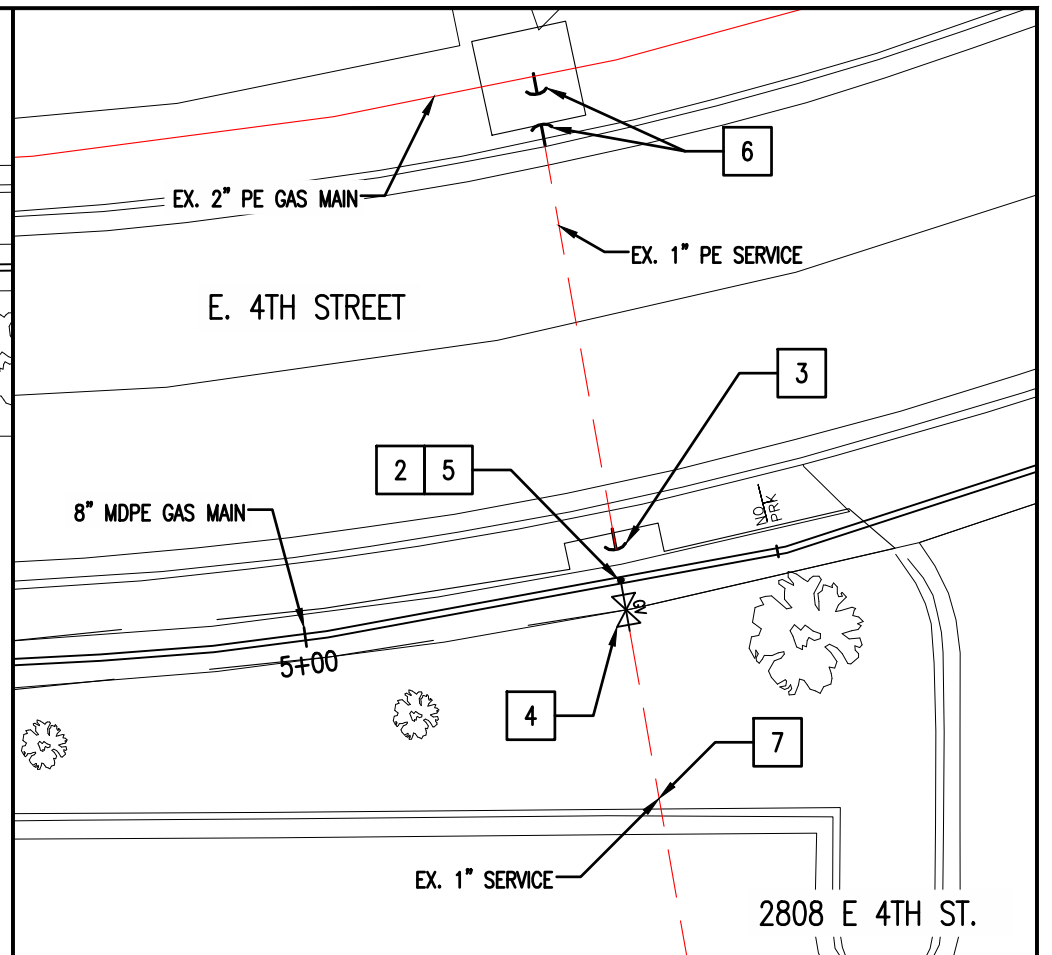 6
EX. 2" PE GAS MAIN
EX. 1" PE SERVICE
E. 4TH STREET
3
2 5
NO
PRK
8" MDPE GAS MAIN
GV
5+00
4
7
EX. 1" SERVICE
2808 E 4TH ST.